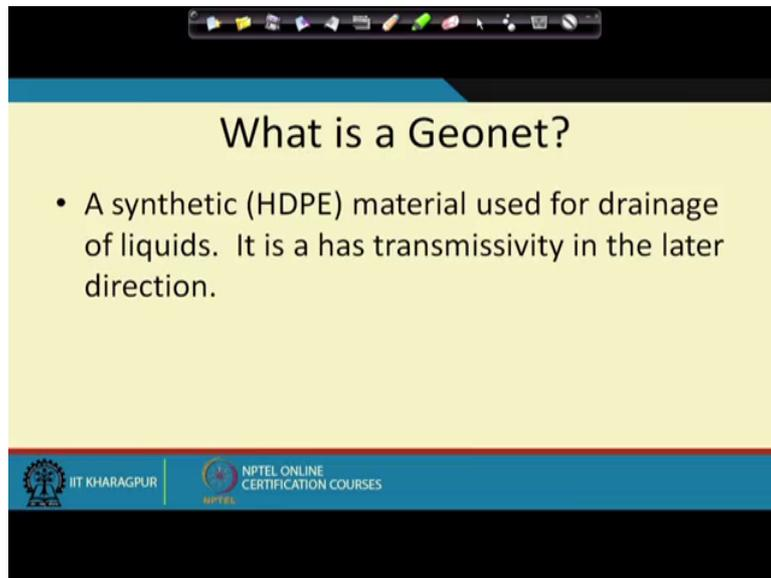 What is a Geonet?
• A synthetic (HDPE) material used for drainage
of liquids. It is a has transmissivity in the later
direction.
IIT KHARAGPUR
NPTEL
NPTEL ONLINE
CERTIFICATION COURSES